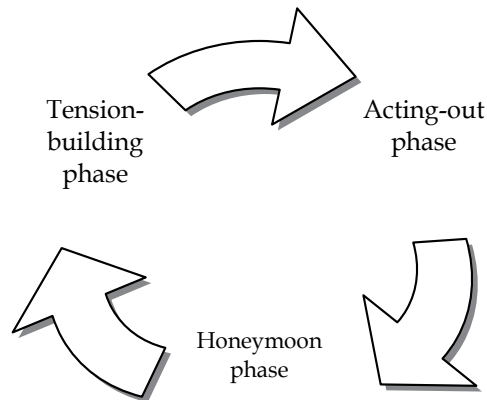 Tension-
building
phase
Acting-out
phase
Honeymoon
phase